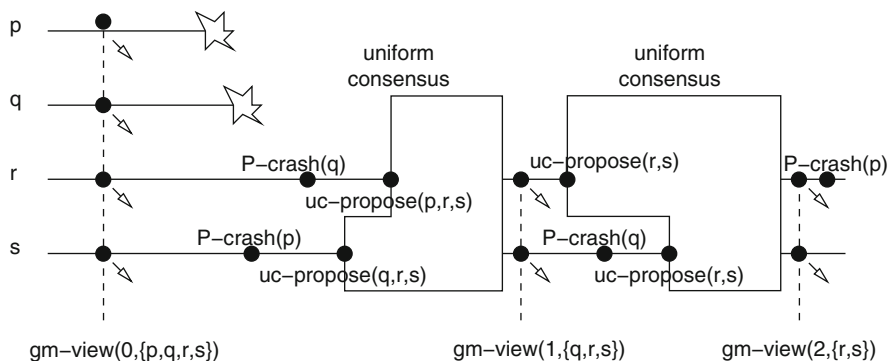 p
uniform
consensus
uniform
consensus
q
r
P−crash(q)
uc−propose(r,s)
P−crash(p)
uc−propose(p,r,s)
s
P−crash(p)
P−crash(q)
uc−propose(q,r,s)
uc−propose(r,s)
gm−view(0,{p,q,r,s})
gm−view(1,{q,r,s})
gm−view(2,{r,s})